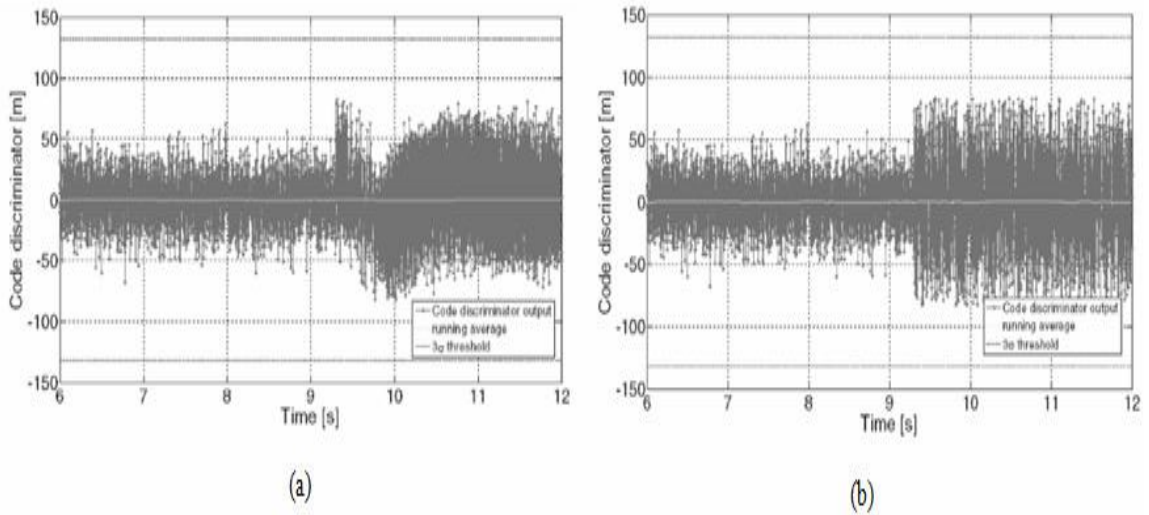 150
100
50
0
-50
-100
-150
Code discriminator [m]
6 7 8 9 10 11 12
Time [s]
Code discriminator output
running average
3σ threshold
(a)
150
100
50
0
-50
-100
-150
Code discriminator [m]
6 7 8 9 10 11 12
Time [s]
Code discriminator output
running average
3σ threshold
(b)